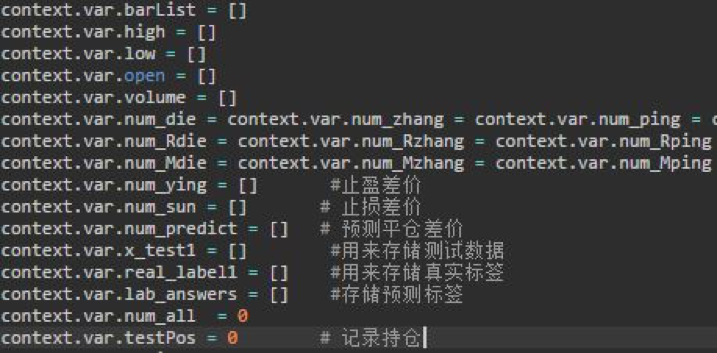 context.var.barList = []
context.var.high = []
context.var.low = []
context.var.open = []
context.var.volume = []
context.var.num_die = context.var.num_zhang = context.var.num_ping =
context.var.num_Rdie = context.var.num_Rzhang = context.var.num_Rping
context.var.num_Mdie = context.var.num_Mzhang = context.var.num_Mping
context.var.num_ying = [] #止盈差价
context.var.num_sun = [] # 止损差价
context.var.num_predict = [] # 预测平仓差价
context.var.x_test1 = [] #用来存储测试数据
context.var.real_label1 = [] #用来存储真实标签
context.var.lab_answers = [] #存储预测标签
context.var.num_all = 0
context.var.testPos = 0 # 记录持仓